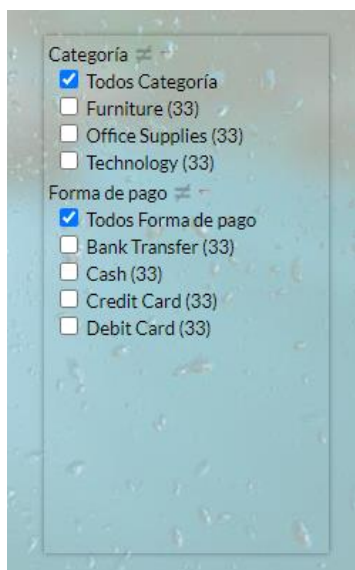 Categoría ≠
Todos Categoría
Furniture (33)
Office Supplies (33)
Technology (33)
Forma de pago ≠
Todos Forma de pago
Bank Transfer (33)
Cash (33)
Credit Card (33)
Debit Card (33)